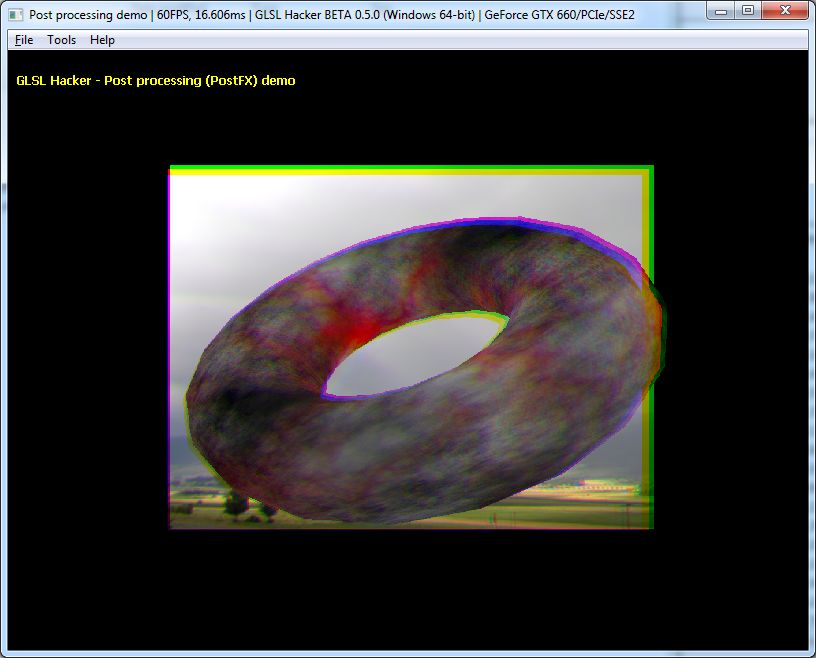 Post processing demo | 60FPS, 16.606ms | GLSL Hacker BETA 0.5.0 (Windows 64-bit) | GeForce GTX 660/PCIe/SSE2
File Tools Help
GLSL Hacker - Post processing (PostFX) demo